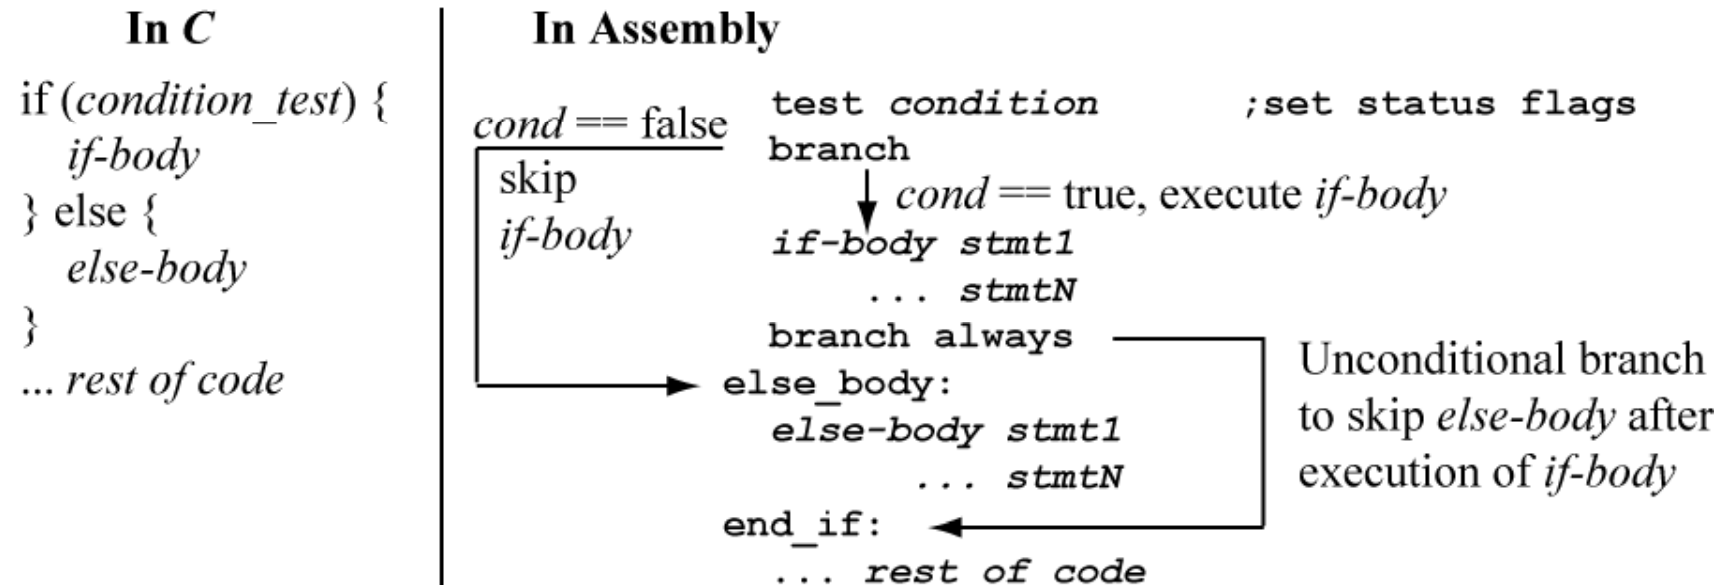 In C
if (condition_test) {
if-body
} else {
else-body
}
... rest of code
In Assembly
test condition ;set status flags
cond == false
branch
skip
if-body
cond == true, execute if-body
if-body stmt1
... stmtN
branch always
else_body:
else-body stmt1
... stmtN
end_if:
... rest of code
Unconditional branch
to skip else-body after
execution of if-body